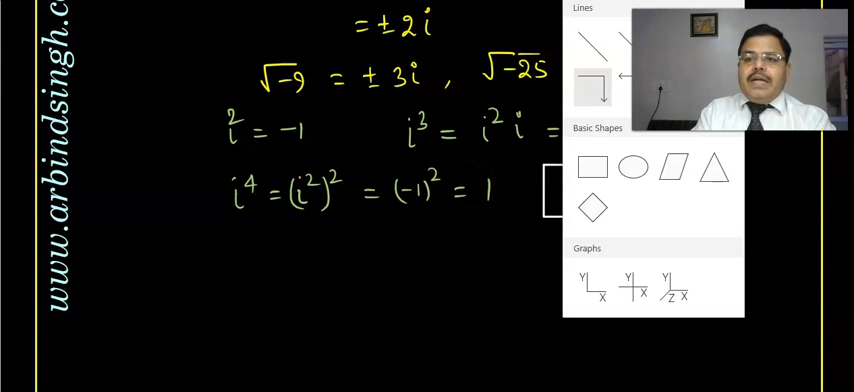 = ± 2i
√-9 = ± 3i , √-25
i² = -1 i³ = i² i =
i⁴ = (i²)² = (-1)² = 1
www.arbindsingh.c
Lines
Basic Shapes
Graphs
Y X
Y X
Y Z X